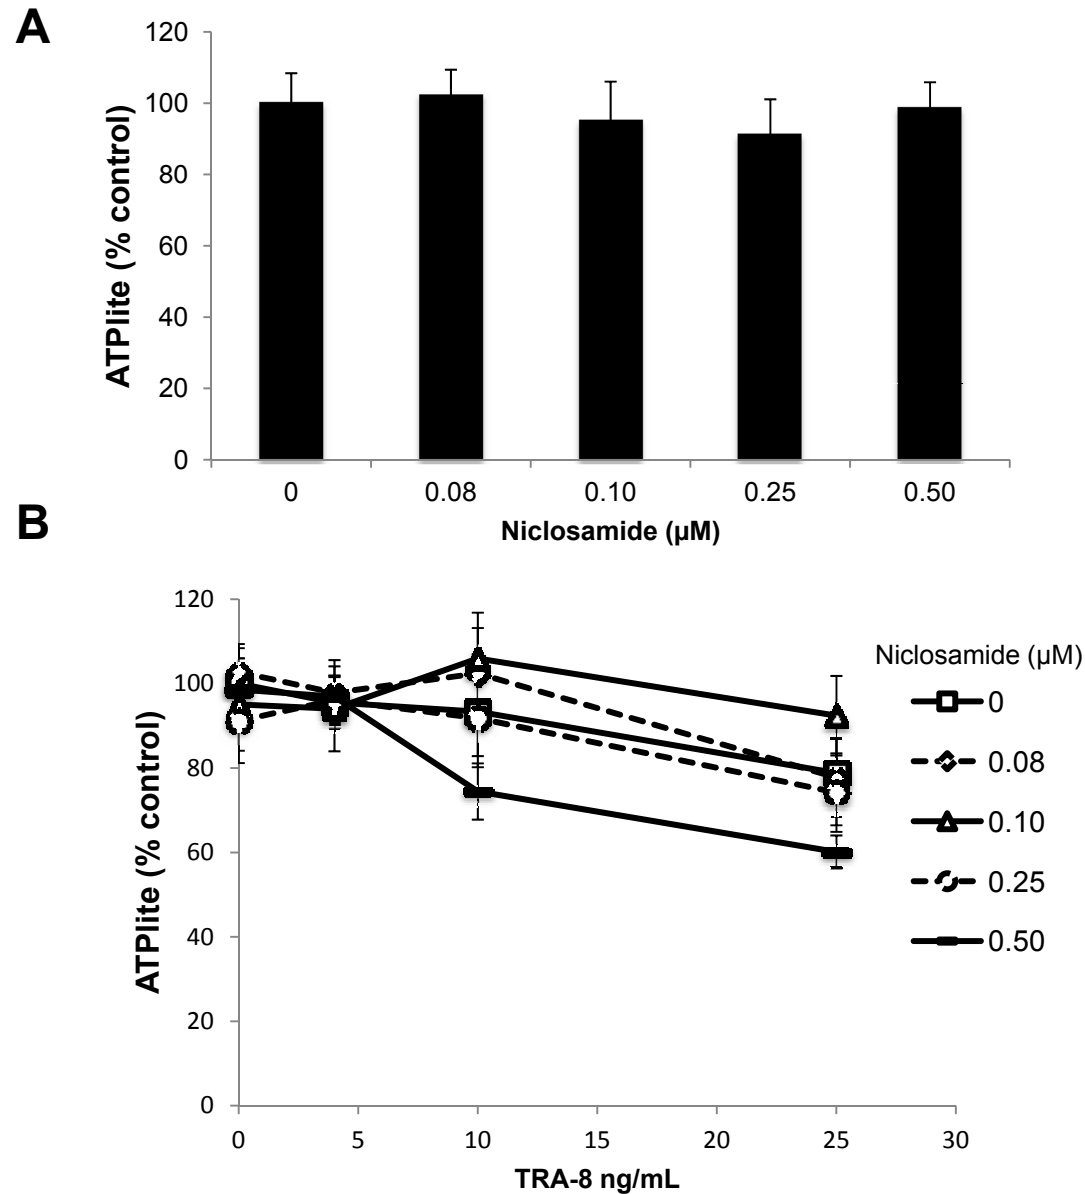 A
120
100
80
60
40
20
0
ATPlite (% control)
0 0.08 0.10 0.25 0.50
Niclosamide (µM)
B
120
100
80
60
40
20
0
ATPlite (% control)
0 5 10 15 20 25 30
TRA-8 ng/mL
Niclosamide (µM)
0
0.08
0.10
0.25
0.50